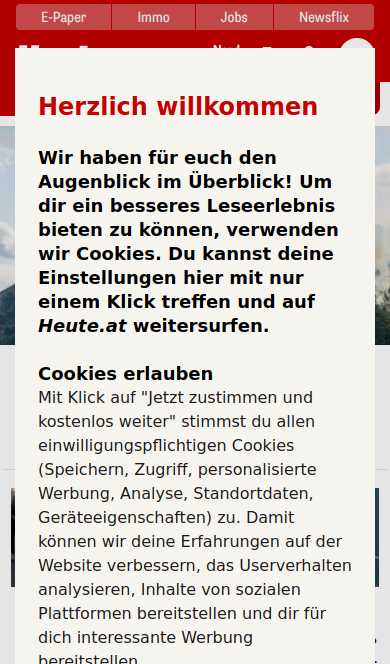 E-Paper Immo Jobs Newsflix
Herzlich willkommen
Wir haben für euch den
Augenblick im Überblick! Um
dir ein besseres Leseerlebnis
bieten zu können, verwenden
wir Cookies. Du kannst deine
Einstellungen hier mit nur
einem Klick treffen und auf
Heute.at weitersurfen.
Cookies erlauben
Mit Klick auf "Jetzt zustimmen und
kostenlos weiter" stimmst du allen
einwilligungspflichtigen Cookies
(Speichern, Zugriff, personalisierte
Werbung, Analyse, Standortdaten,
Geräteeigenschaften) zu. Damit
können wir deine Erfahrungen auf der
Website verbessern, das Userverhalten
analysieren, Inhalte von sozialen
Plattformen bereitstellen und dir für
dich interessante Werbung
bereitstellen